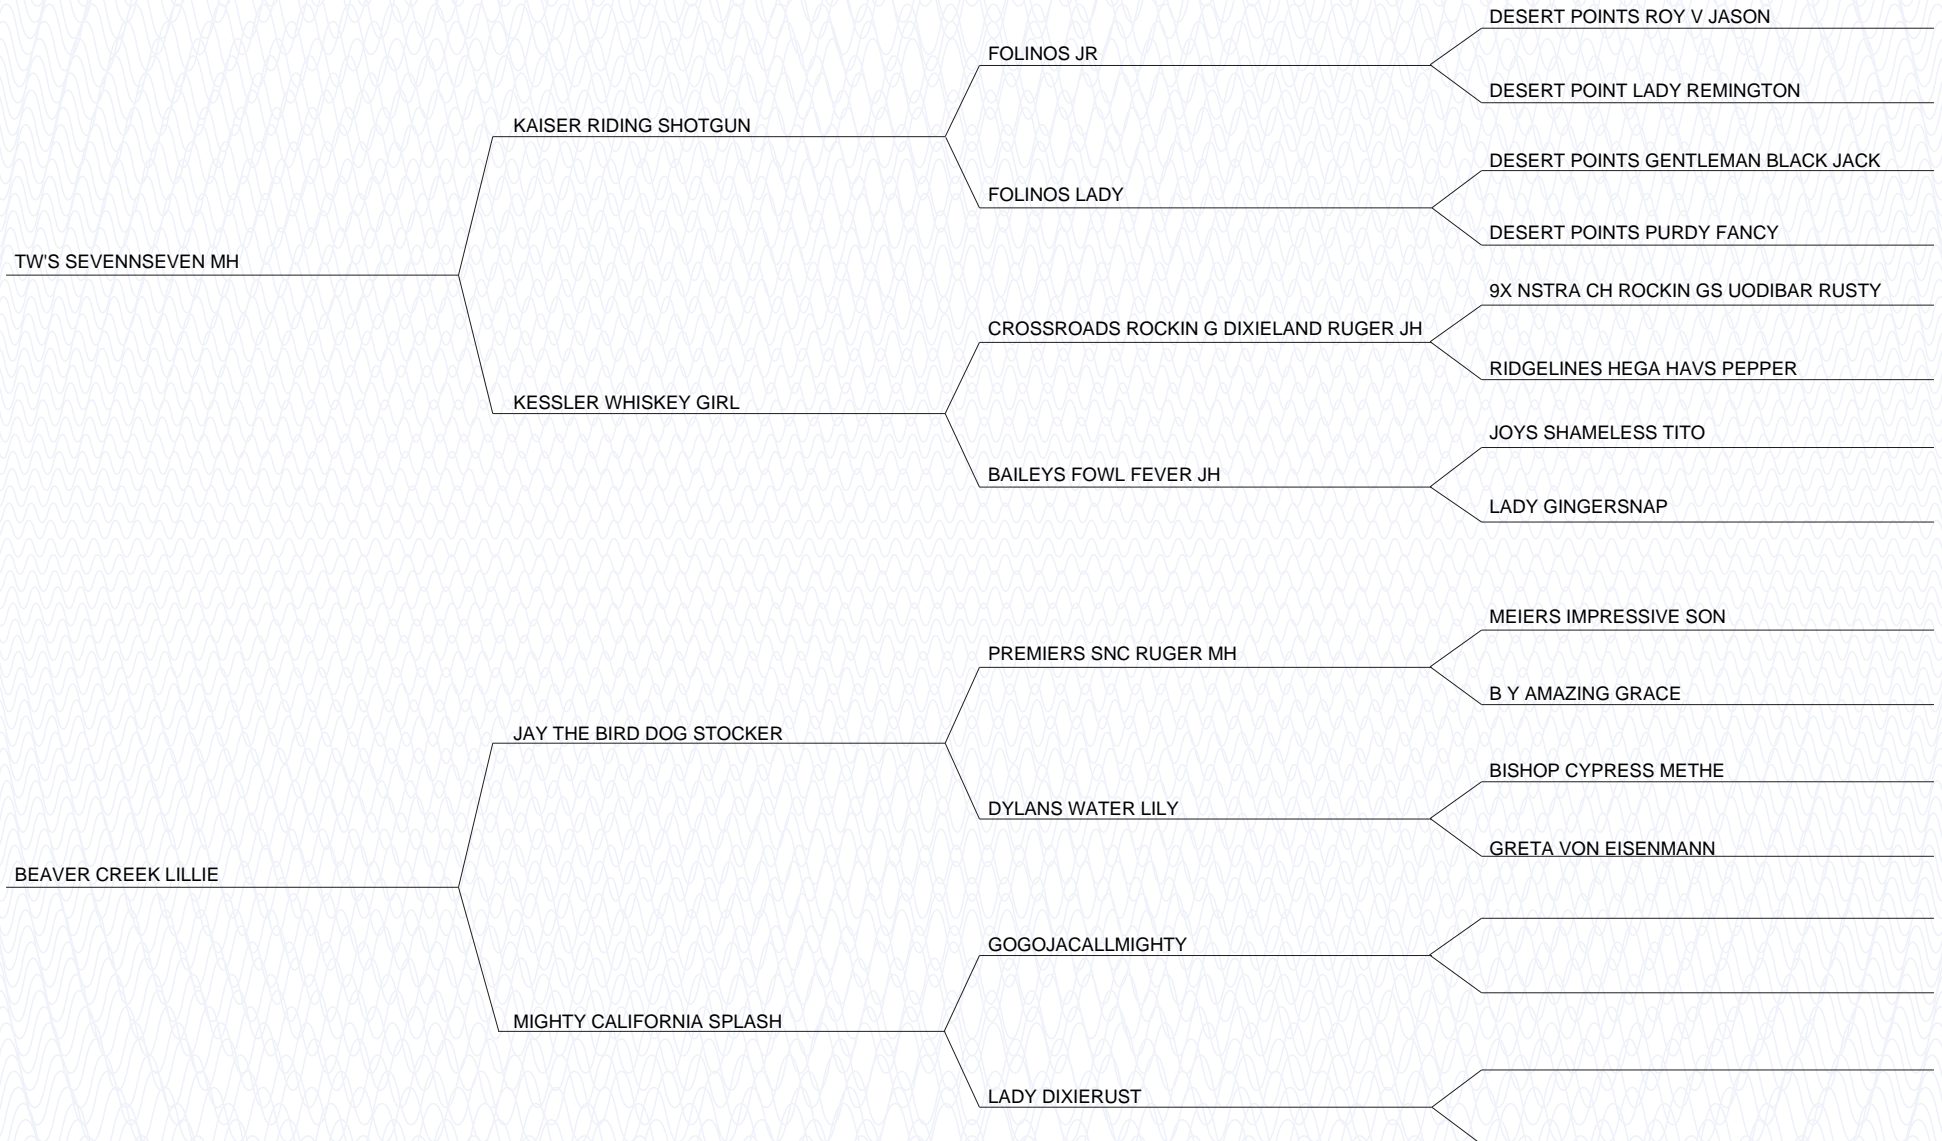 DESERT POINTS ROY V JASON
FOLINOS JR
DESERT POINT LADY REMINGTON
KAISER RIDING SHOTGUN
DESERT POINTS GENTLEMAN BLACK JACK
FOLINOS LADY
DESERT POINTS PURDY FANCY
TW'S SEVENNSEVEN MH
9X NSTRA CH ROCKIN GS UODIBAR RUSTY
CROSSROADS ROCKIN G DIXIELAND RUGER JH
RIDGELINES HEGA HAVS PEPPER
KESSLER WHISKEY GIRL
JOYS SHAMELESS TITO
BAILEYS FOWL FEVER JH
LADY GINGERSNAP
MEIERS IMPRESSIVE SON
PREMIERS SNC RUGER MH
B Y AMAZING GRACE
JAY THE BIRD DOG STOCKER
BISHOP CYPRESS METHE
DYLANS WATER LILY
GRETA VON EISENMANN
BEAVER CREEK LILLIE
GOGOJACALLMIGHTY
MIGHTY CALIFORNIA SPLASH
LADY DIXIERUST